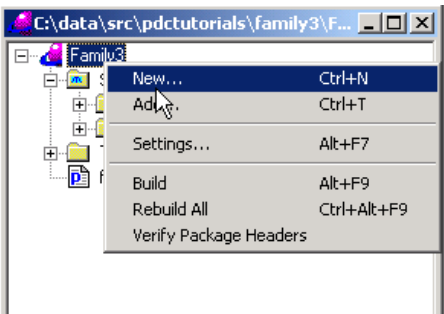 C:\data\src\pdctutorials\family3\F...
Family3
New... Ctrl+N
Add... Ctrl+T
Settings... Alt+F7
Build Alt+F9
Rebuild All Ctrl+Alt+F9
Verify Package Headers